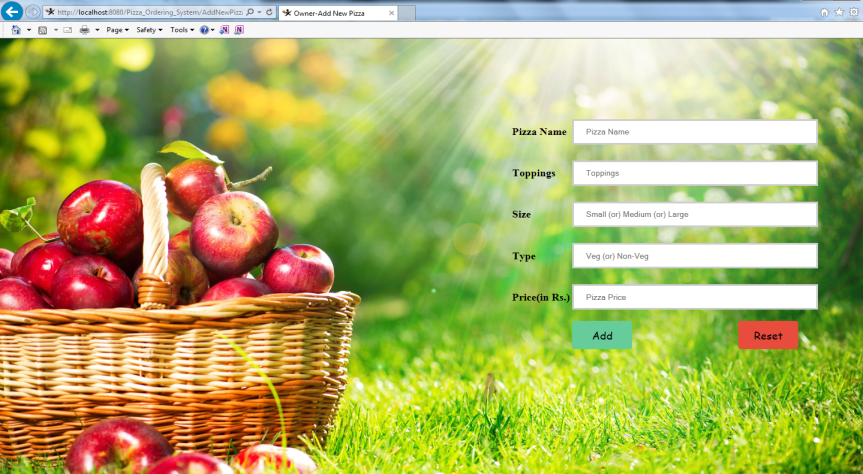 http://localhost:8080/Pizza_Ordering_System/AddNewPizz
Owner-Add New Pizza
Page Safety Tools
Pizza Name Pizza Name
Toppings Toppings
Size Small (or) Medium (or) Large
Type Veg (or) Non-Veg
Price(in Rs.) Pizza Price
Add Reset